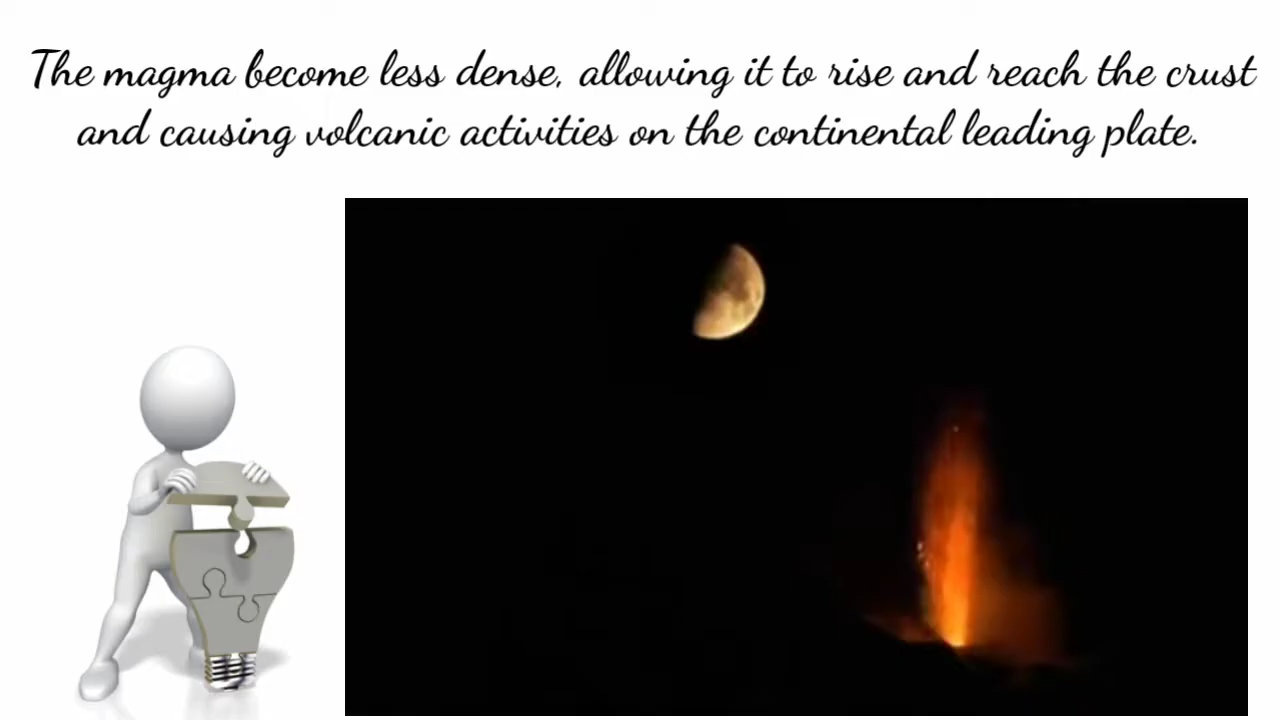 The magma become less dense, allowing it to rise and reach the crust
and causing volcanic activities on the continental leading plate.